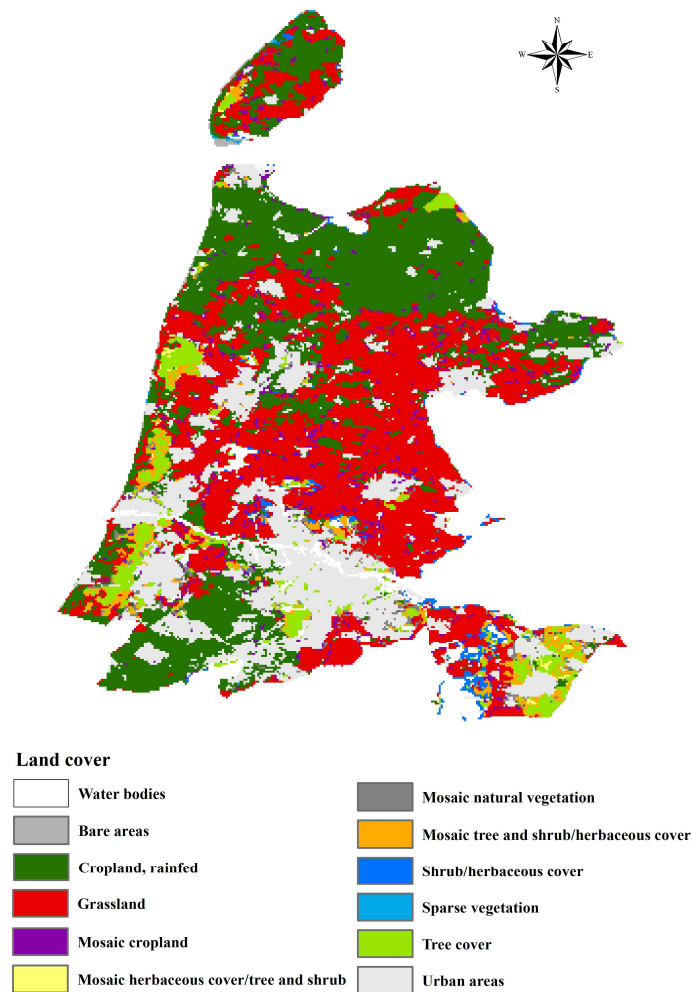 N
W
E
S
Land cover
Water bodies
Bare areas
Cropland, rainfed
Grassland
Mosaic cropland
Mosaic herbaceous cover/tree and shrub
Mosaic natural vegetation
Mosaic tree and shrub/herbaceous cover
Shrub/herbaceous cover
Sparse vegetation
Tree cover
Urban areas